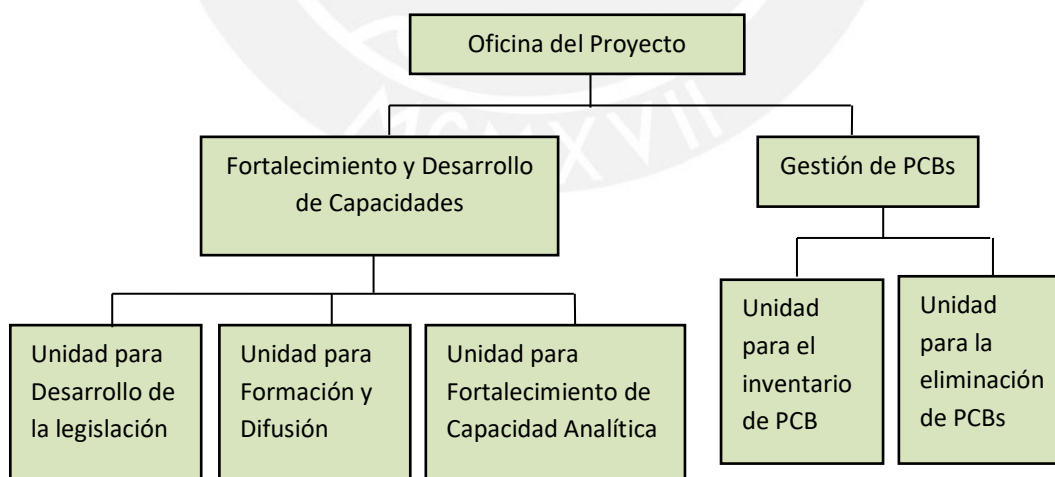 Oficina del Proyecto
MCMXVII
Fortalecimiento y Desarrollo
de Capacidades
Gestión de PCBs
Unidad para
Desarrollo de
la legislación
Unidad para
Formación y
Difusión
Unidad para
Fortalecimiento de
Capacidad Analítica
Unidad
para el
inventario
de PCB
Unidad
para la
eliminación
de PCBs